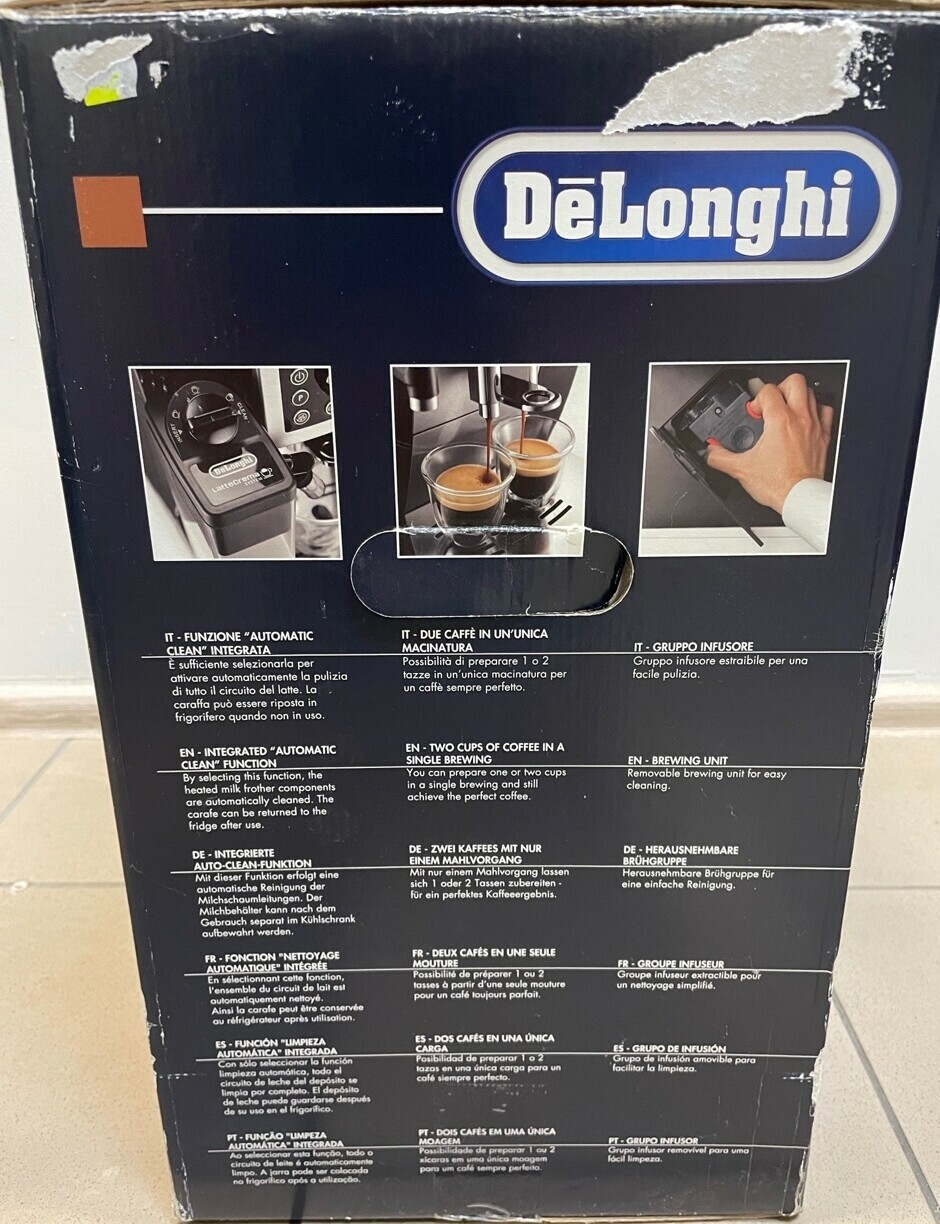 DēLonghi
CLEAN
INSERT
P
DēLonghi
LatteCrema
SYSTEM
IT - FUNZIONE "AUTOMATIC
CLEAN" INTEGRATA
È sufficiente selezionarla per
attivare automaticamente la pulizia
di tutto il circuito del latte. La
caraffa può essere riposta in
frigorifero quando non in uso.
IT - DUE CAFFÈ IN UN'UNICA
MACINATURA
Possibilità di preparare 1 o 2
tazze in un'unica macinatura per
un caffè sempre perfetto.
IT - GRUPPO INFUSORE
Gruppo infusore estraibile per una
facile pulizia.
EN - INTEGRATED "AUTOMATIC
CLEAN" FUNCTION
By selecting this function, the
heated milk frother components
are automatically cleaned. The
carafe can be returned to the
fridge after use.
EN - TWO CUPS OF COFFEE IN A
SINGLE BREWING
You can prepare one or two cups
in a single brewing and still
achieve the perfect coffee.
EN - BREWING UNIT
Removable brewing unit for easy
cleaning.
DE - INTEGRIERTE
AUTO-CLEAN-FUNKTION
Mit dieser Funktion erfolgt eine
automatische Reinigung der
Milchschaumleitungen. Der
Milchbehälter kann nach dem
Gebrauch separat im Kühlschrank
aufbewahrt werden.
DE - ZWEI KAFFEES MIT NUR
EINEM MAHLVORGANG
Mit nur einem Mahlvorgang lassen
sich 1 oder 2 Tassen zubereiten -
für ein perfektes Kaffeeergebnis.
DE - HERAUSNEHMBARE
BRÜHGRUPPE
Herausnehmbare Brühgruppe für
eine einfache Reinigung.
FR - FONCTION "NETTOYAGE
AUTOMATIQUE" INTÉGRÉE
En sélectionnant cette fonction,
l'ensemble du circuit de lait est
automatiquement nettoyé.
Ainsi la carafe peut être conservée
au réfrigérateur après utilisation.
FR - DEUX CAFÉS EN UNE SEULE
MOUTURE
Possibilité de préparer 1 ou 2
tasses à partir d'une seule mouture
pour un café toujours parfait.
FR - GROUPE INFUSEUR
Groupe infuseur extractible pour
un nettoyage simplifié.
ES - FUNCIÓN "LIMPIEZA
AUTOMÁTICA" INTEGRADA
Con sólo seleccionar la función
limpieza automática, todo el
circuito de leche del depósito se
limpia por completo. El depósito
de leche puede guardarse después
de su uso en el frigorífico.
ES - DOS CAFÉS EN UNA ÚNICA
CARGA
Posibilidad de preparar 1 o 2
tazas en una única carga para un
café siempre perfecto.
ES - GRUPO DE INFUSIÓN
Grupo de infusión amovible para
facilitar la limpieza.
PT - FUNÇÃO "LIMPEZA
AUTOMÁTICA" INTEGRADA
Ao seleccionar esta função, todo o
circuito de leite é automaticamente
limpo. A jarra pode ser colocada
no frigorífico após a utilização.
PT - DOIS CAFÉS EM UMA ÚNICA
MOAGEM
Possibilidade de preparar 1 ou 2
xícaras em uma única moagem
para um café sempre perfeito.
PT - GRUPO INFUSOR
Grupo infusor removível para uma
fácil limpeza.